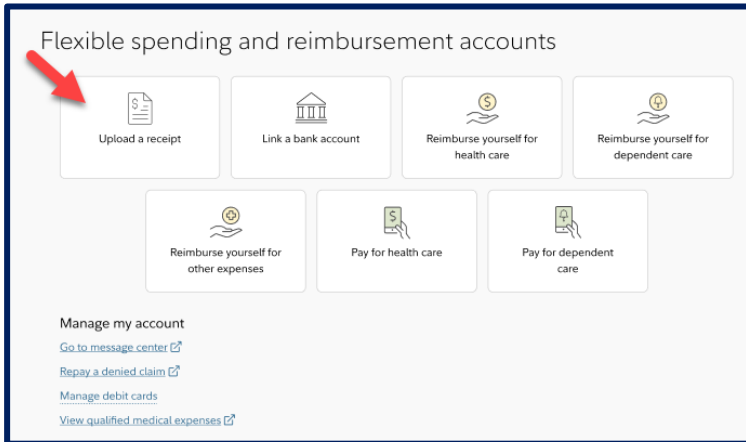 Flexible spending and reimbursement accounts
Upload a receipt
Link a bank account
Reimburse yourself for
health care
Reimburse yourself for
dependent care
Reimburse yourself for
other expenses
Pay for health care
Pay for dependent
care
Manage my account
Go to message center
Repay a denied claim
Manage debit cards
View qualified medical expenses